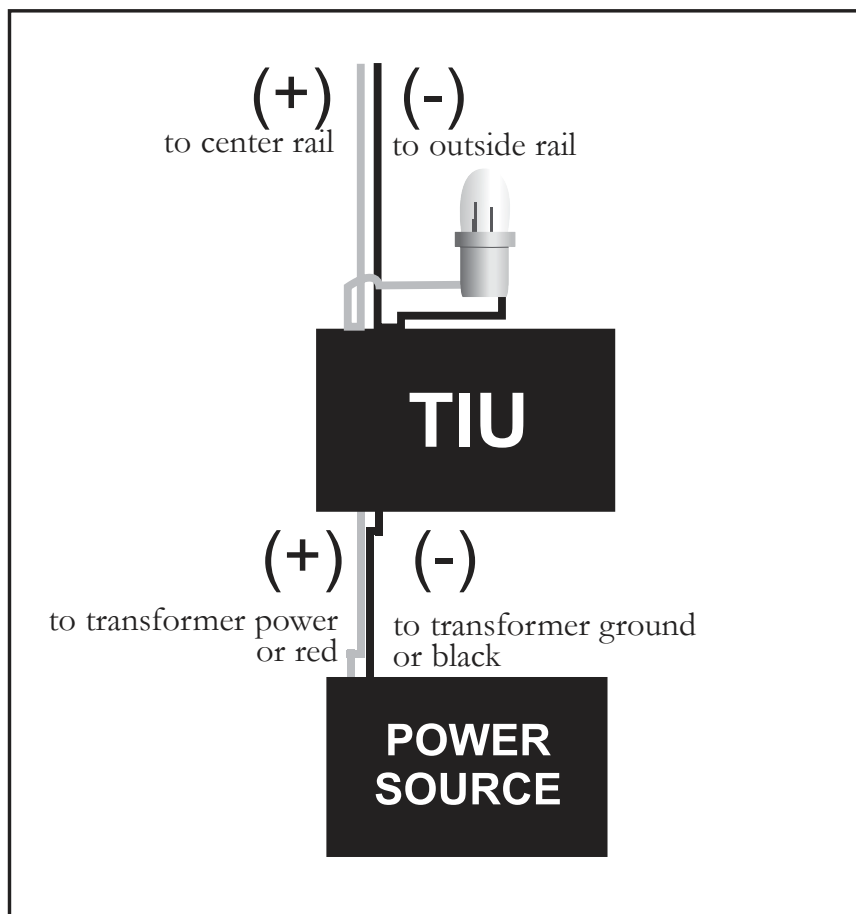 (+)
(-)
to center rail
to outside rail
TIU
(+)
(-)
to transformer power
or red
to transformer ground
or black
POWER
SOURCE